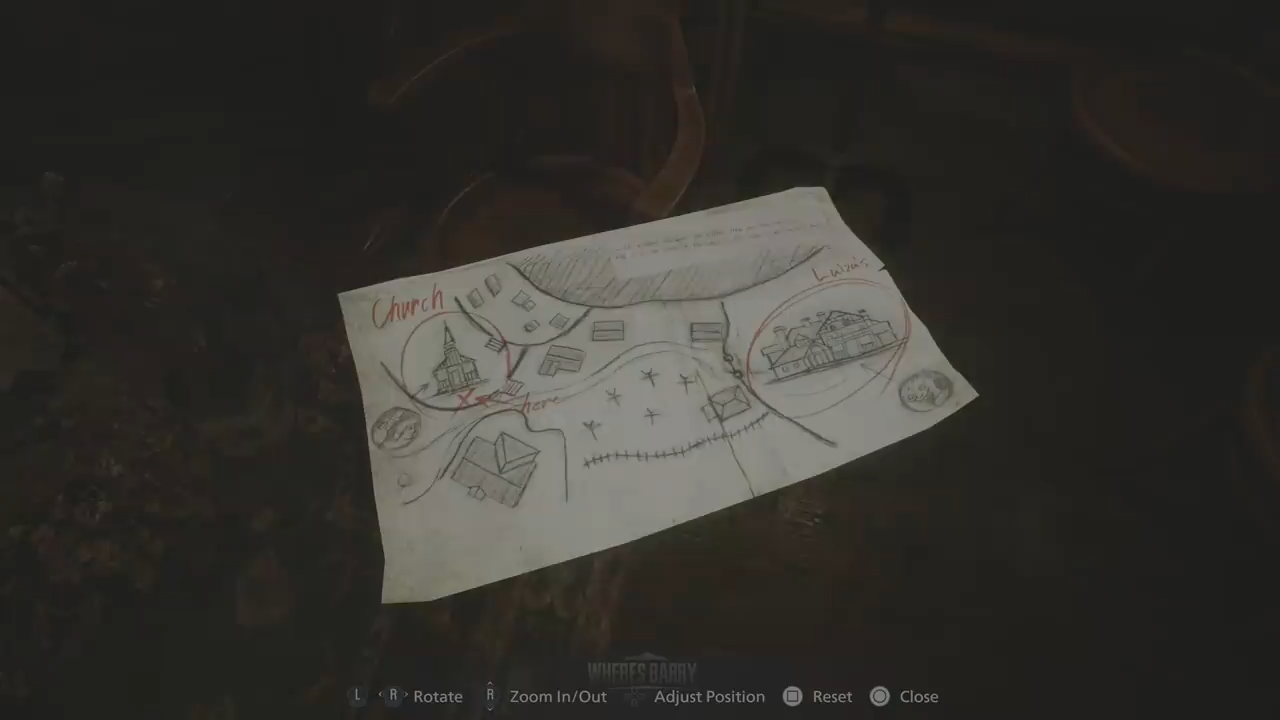 Church
Luiza's
X
here
WHERES BARRY
L R Rotate R Zoom In/Out Adjust Position Reset Close